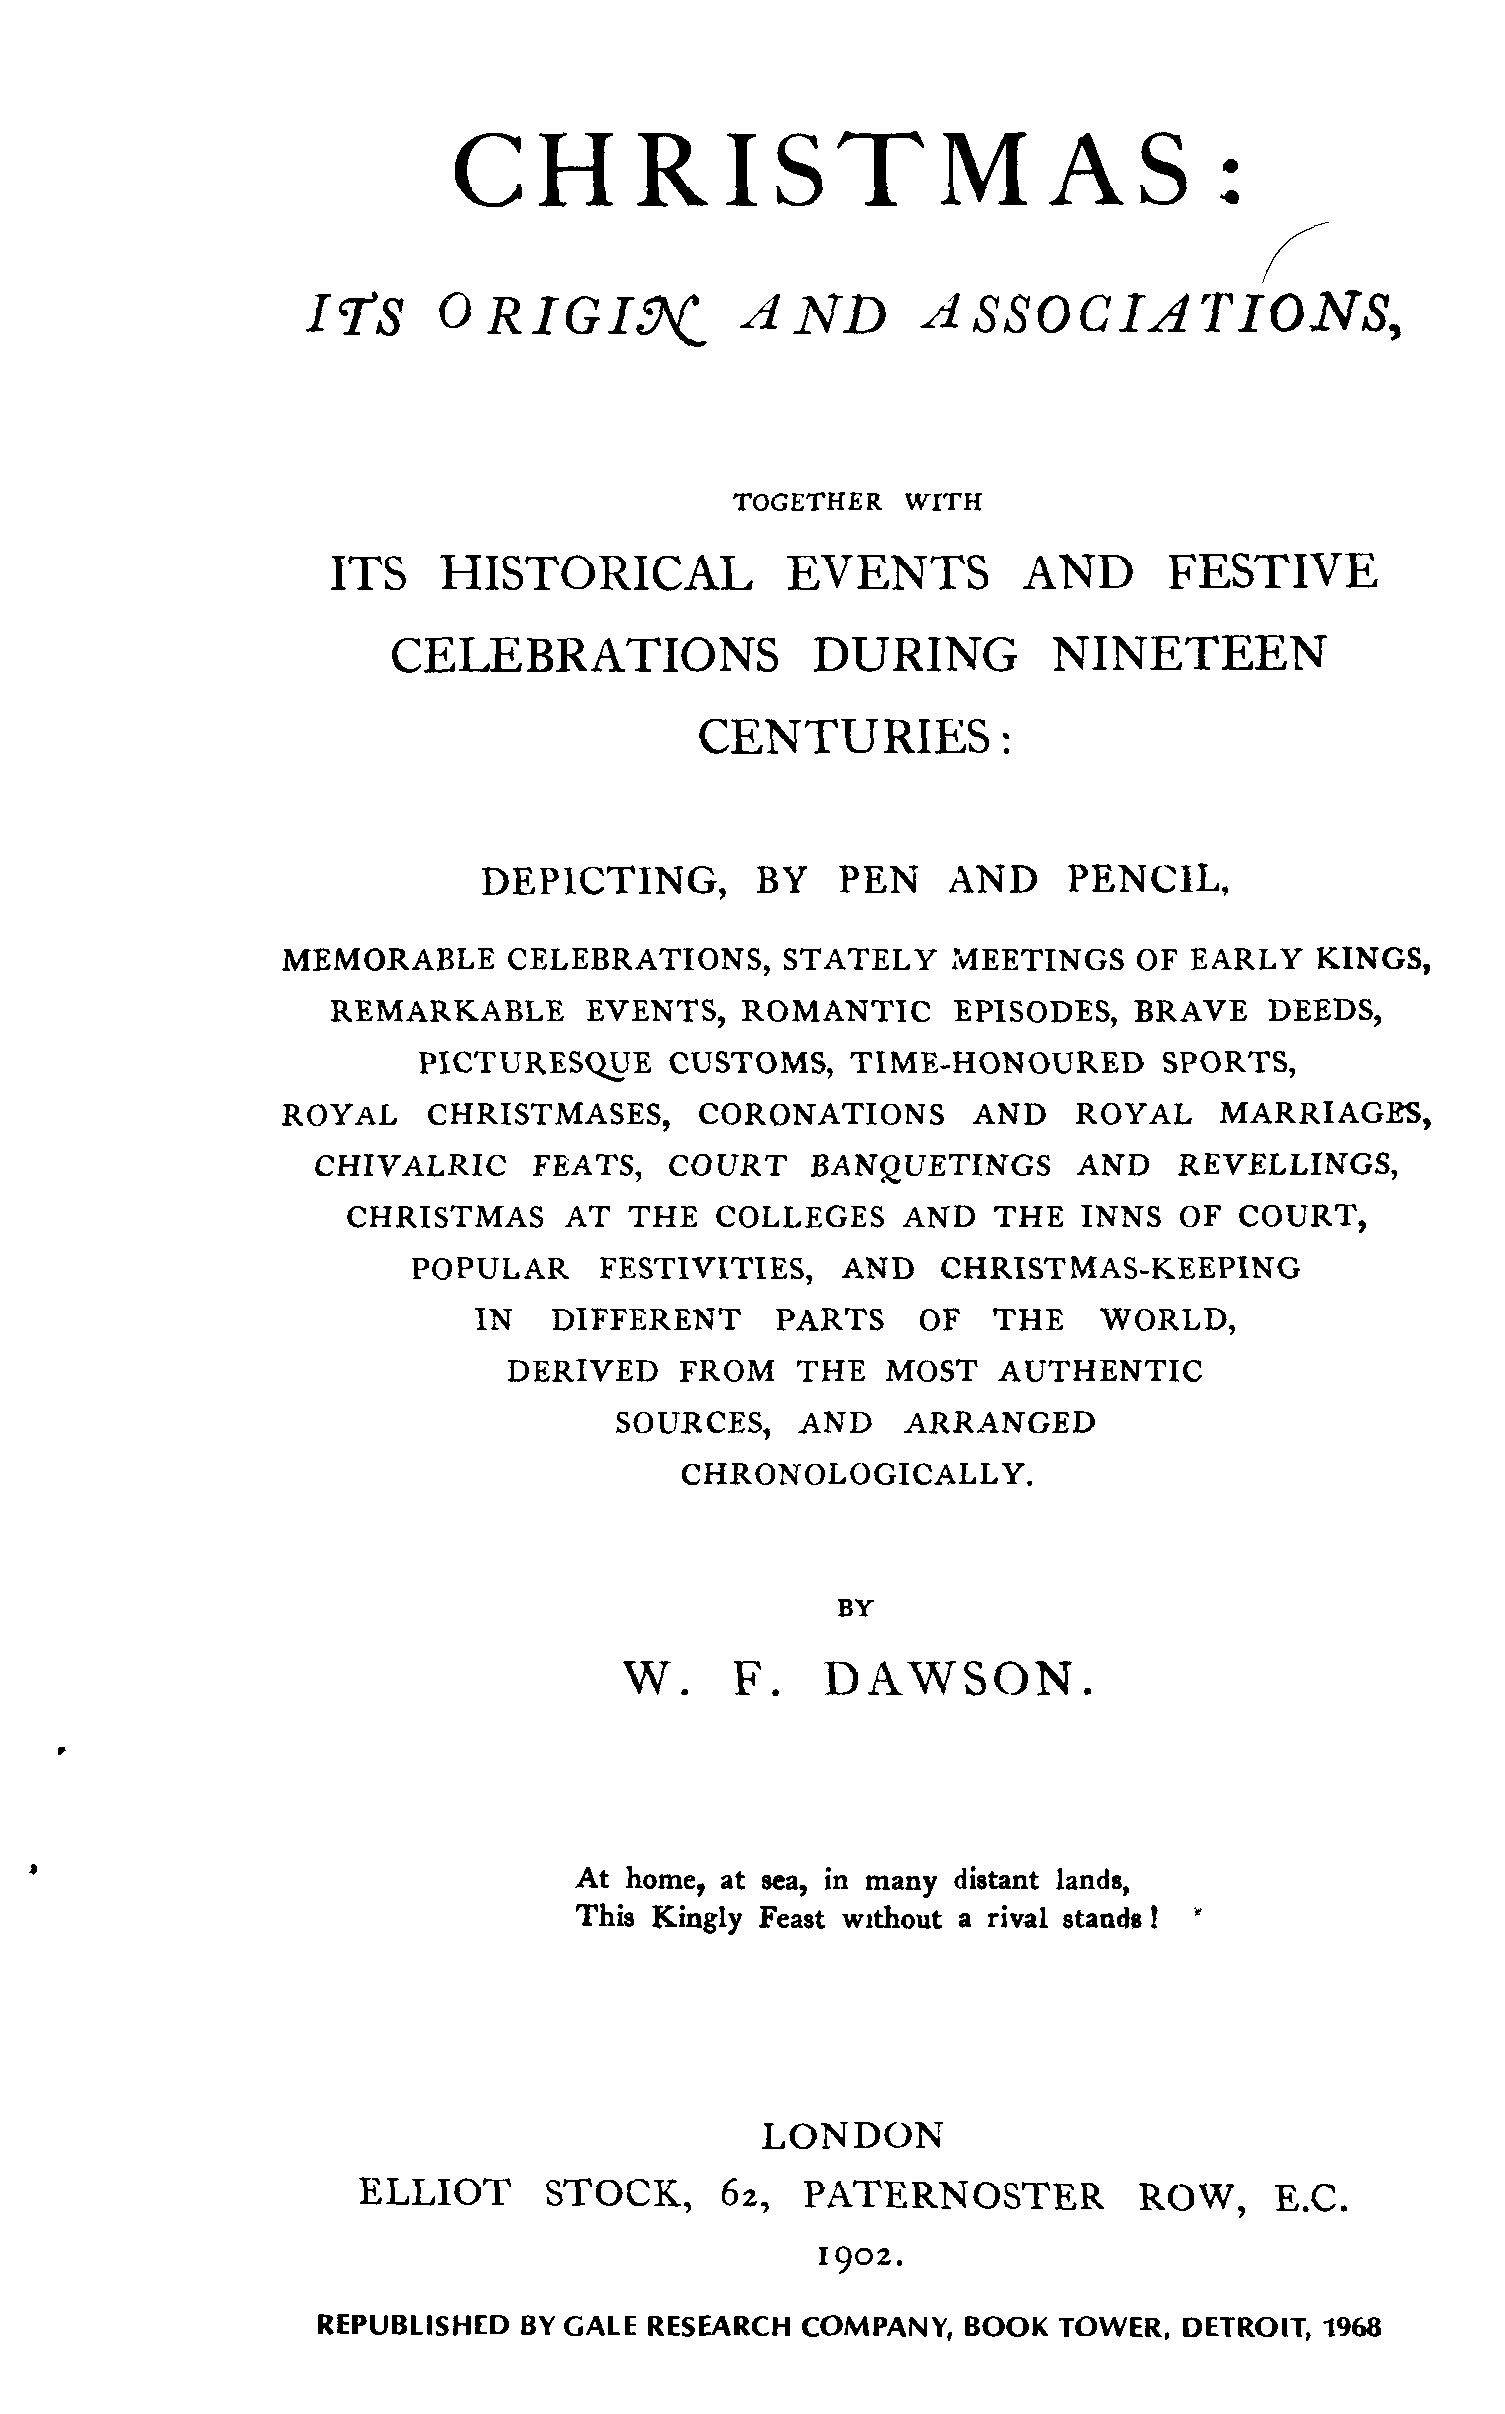 CHRISTMAS:
ITS ORIGIN AND ASSOCIATIONS,
TOGETHER WITH
ITS HISTORICAL EVENTS AND FESTIVE
CELEBRATIONS DURING NINETEEN
CENTURIES:
DEPICTING, BY PEN AND PENCIL,
MEMORABLE CELEBRATIONS, STATELY MEETINGS OF EARLY KINGS,
REMARKABLE EVENTS, ROMANTIC EPISODES, BRAVE DEEDS,
PICTURESQUE CUSTOMS, TIME-HONOURED SPORTS,
ROYAL CHRISTMASES, CORONATIONS AND ROYAL MARRIAGES,
CHIVALRIC FEATS, COURT BANQUETINGS AND REVELLINGS,
CHRISTMAS AT THE COLLEGES AND THE INNS OF COURT,
POPULAR FESTIVITIES, AND CHRISTMAS-KEEPING
IN DIFFERENT PARTS OF THE WORLD,
DERIVED FROM THE MOST AUTHENTIC
SOURCES, AND ARRANGED
CHRONOLOGICALLY.
BY
W. F. DAWSON.
At home, at sea, in many distant lands,
This Kingly Feast without a rival stands!
LONDON
ELLIOT STOCK, 62, PATERNOSTER ROW, E.C.
1902.
REPUBLISHED BY GALE RESEARCH COMPANY, BOOK TOWER, DETROIT, 1968